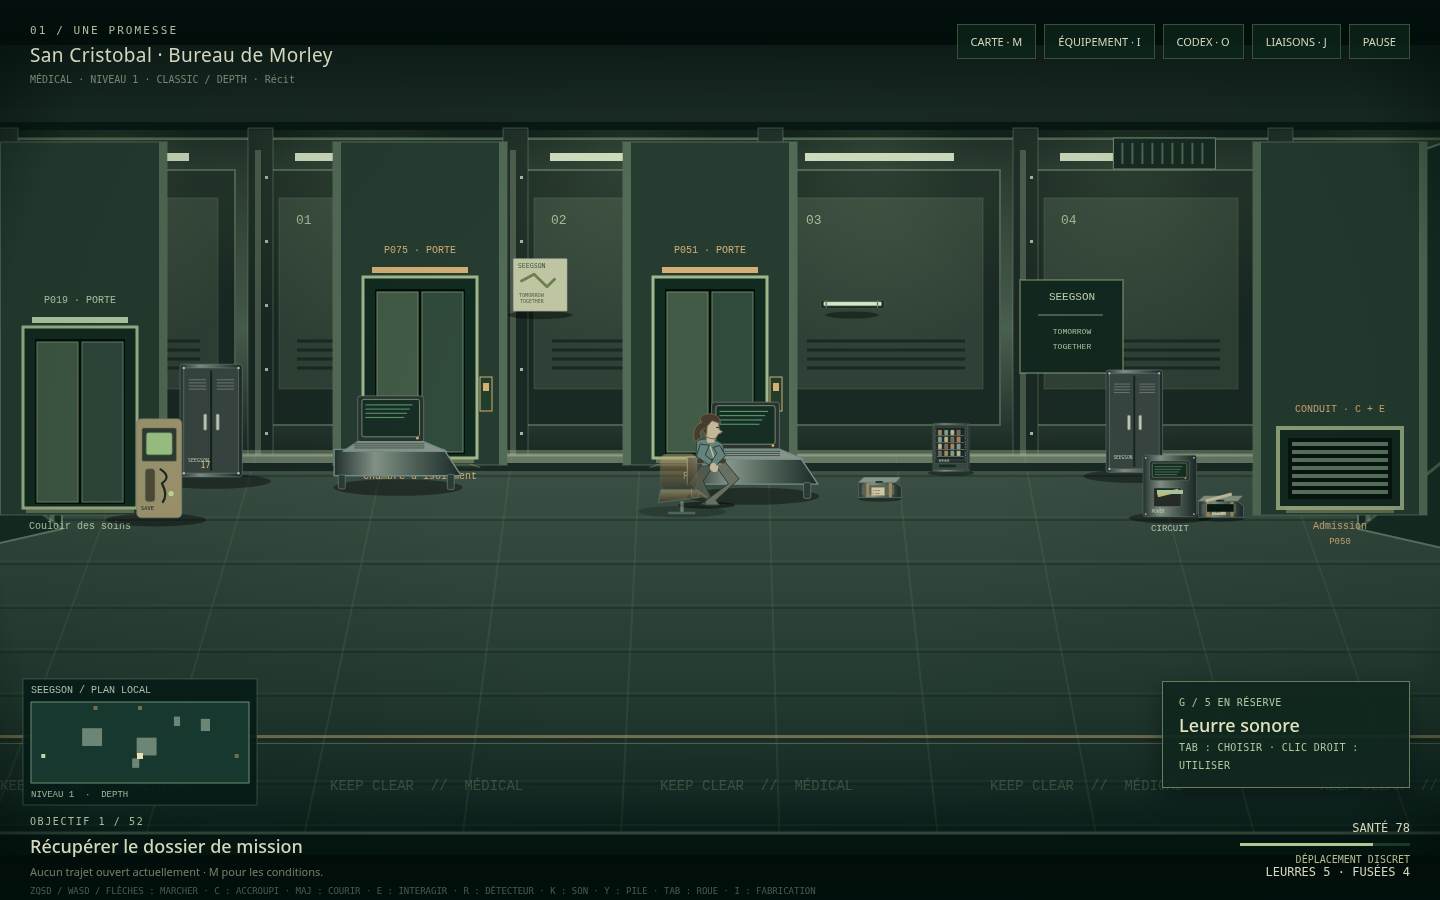 01 / UNE PROMESSE
San Cristobal · Bureau de Morley
MÉDICAL · NIVEAU 1 · CLASSIC / DEPTH · Récit
CARTE · M
ÉQUIPEMENT · I
CODEX · O
LIAISONS · J
PAUSE
01
02
03
04
P075 · PORTE
P051 · PORTE
P019 · PORTE
SEEGSON
TOMORROW
TOGETHER
SEEGSON
TOMORROW
TOGETHER
CONDUIT · C + E
SEEGSON
17
SEEGSON
SAVE
Couloir des soins
CIRCUIT
Admission
P050
SEEGSON / PLAN LOCAL
NIVEAU 1 · DEPTH
G / 5 EN RÉSERVE
Leurre sonore
TAB : CHOISIR · CLIC DROIT :
UTILISER
KEEP CLEAR // MÉDICAL
KEEP CLEAR // MÉDICAL
KEEP CLEAR // 
OBJECTIF 1 / 52
Récupérer le dossier de mission
Aucun trajet ouvert actuellement · M pour les conditions.
ZQSD / WASD / FLÈCHES : MARCHER · C : ACCROUPI · MAJ : COURIR · E : INTERAGIR · R : DÉTECTEUR · K : SON · Y : PILE · TAB : ROUE · I : FABRICATION
SANTÉ 78
DÉPLACEMENT DISCRET
LEURRES 5 · FUSÉES 4